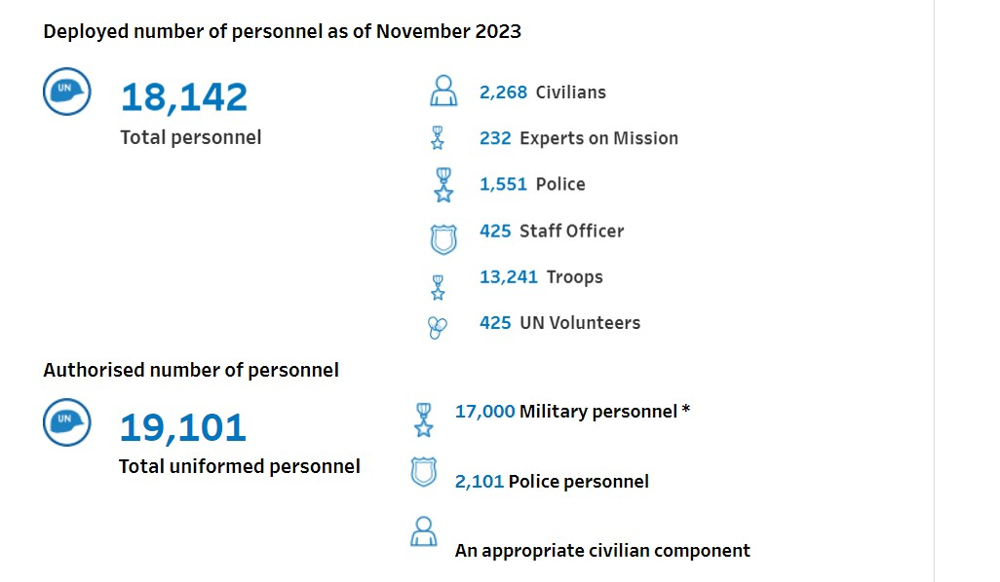 Deployed number of personnel as of November 2023
UN
18,142
Total personnel
2,268 Civilians
232 Experts on Mission
1,551 Police
425 Staff Officer
13,241 Troops
425 UN Volunteers
Authorised number of personnel
UN
19,101
Total uniformed personnel
17,000 Military personnel *
2,101 Police personnel
An appropriate civilian component